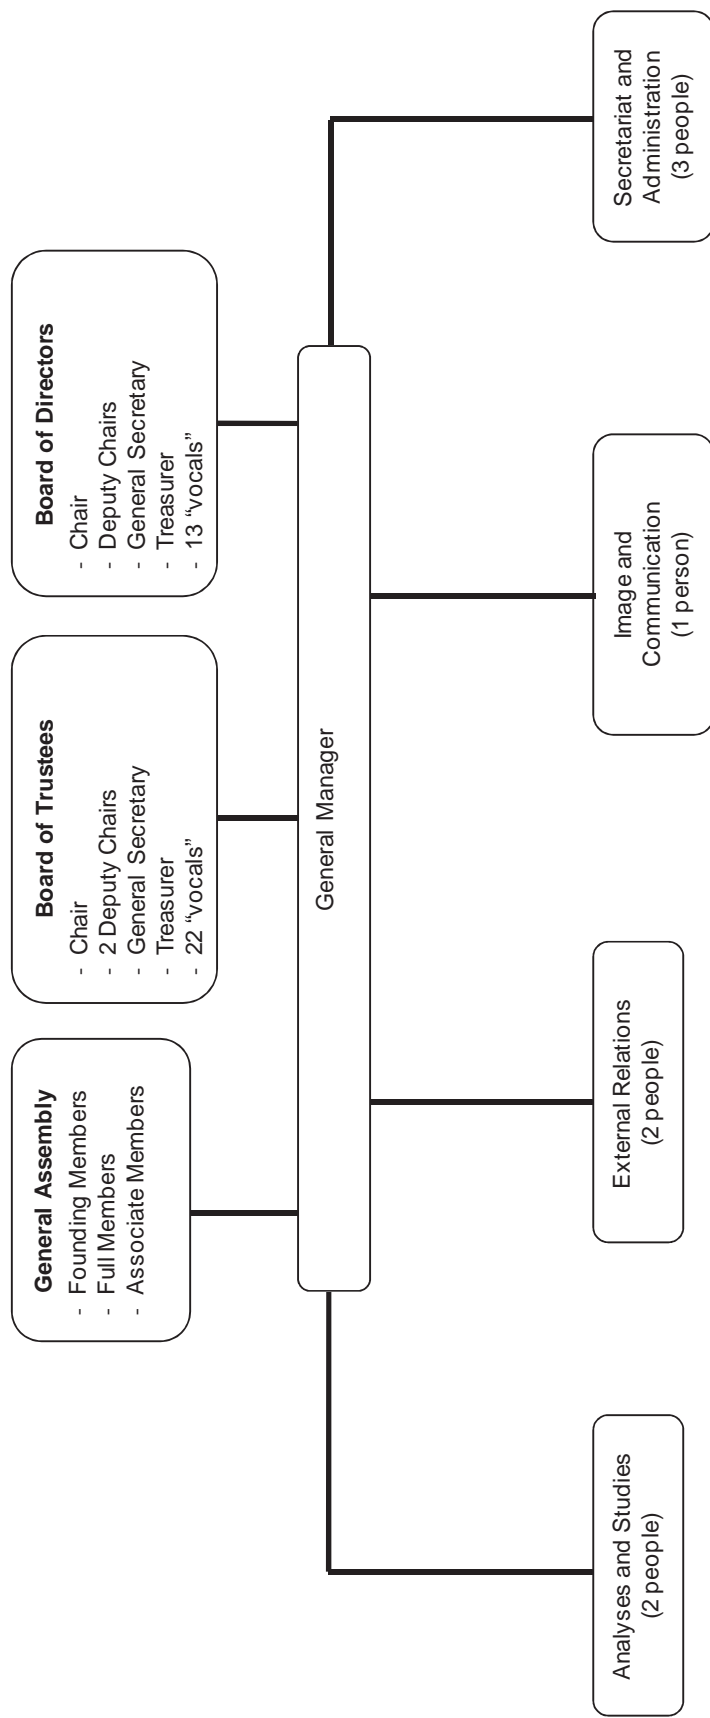 General Assembly
- Founding Members
- Full Members
- Associate Members
Board of Trustees
- Chair
- 2 Deputy Chairs
- General Secretary
- Treasurer
- 22 “vocals”
Board of Directors
- Chair
- Deputy Chairs
- General Secretary
- Treasurer
- 13 “vocals”
General Manager
Analyses and Studies
(2 people)
External Relations
(2 people)
Image and
Communication
(1 person)
Secretariat and
Administration
(3 people)